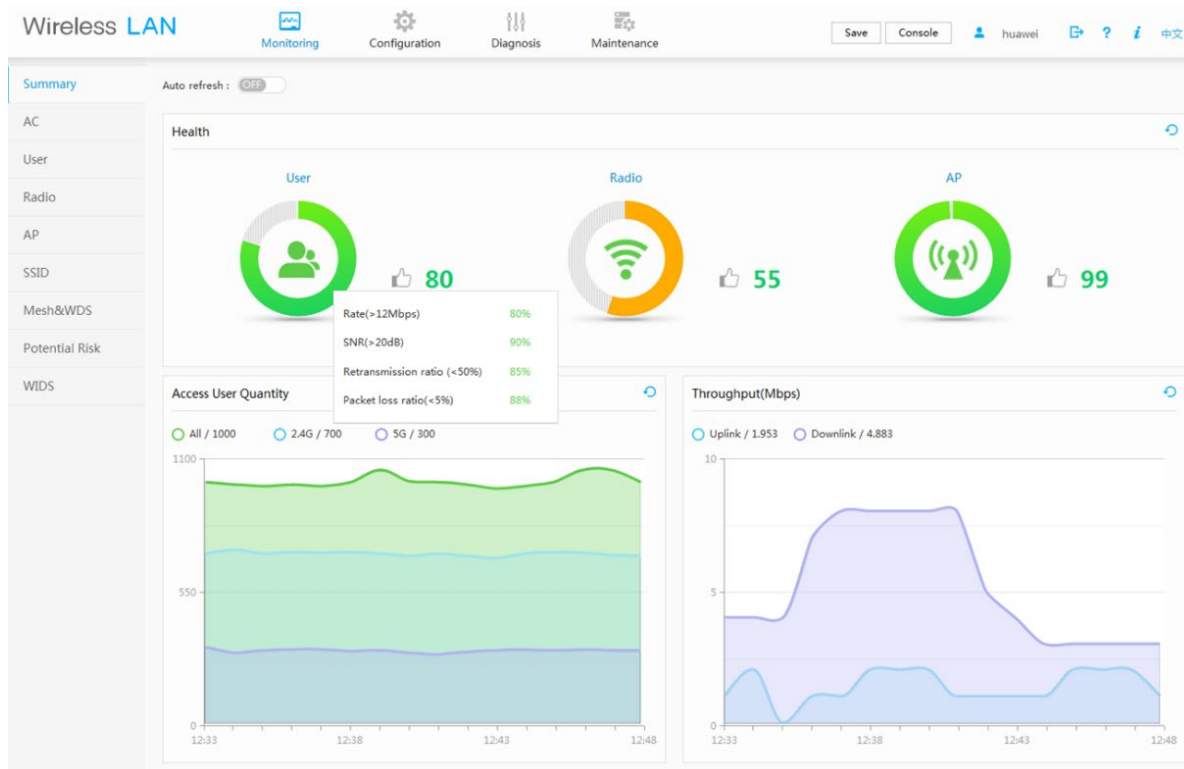 Wireless LAN
Monitoring
Configuration
Diagnosis
Maintenance
Save
Console
huawei
?
i
中文
Summary
AC
User
Radio
AP
SSID
Mesh&WDS
Potential Risk
WIDS
Auto refresh : OFF
Health
User
Radio
AP
80
55
99
Rate(>12Mbps) 80%
SNR(>20dB) 90%
Retransmission ratio (<50%) 85%
Packet loss ratio(<5%) 88%
Access User Quantity
All / 1000 2.4G / 700 5G / 300
1100
550
0
12:33 12:38 12:43 12:48
Throughput(Mbps)
Uplink / 1.953 Downlink / 4.883
10
5
0
12:33 12:38 12:43 12:48